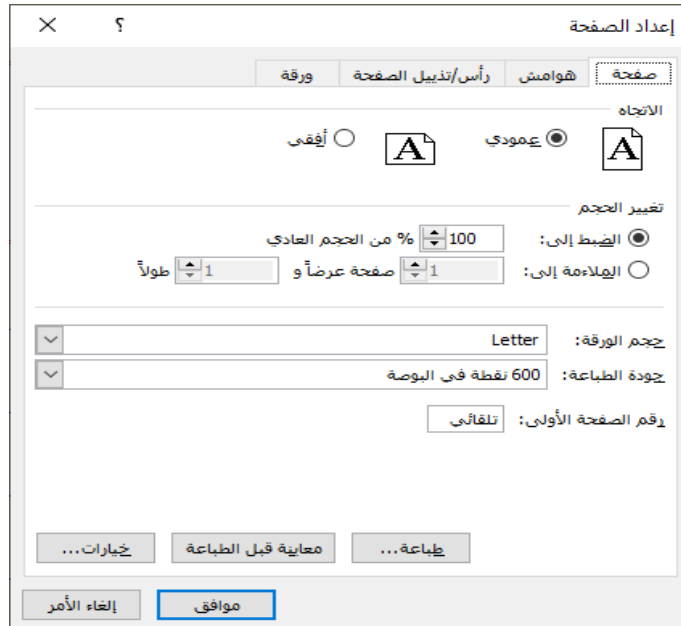 إعداد الصفحة ؟
صفحة هوامش رأس/تذييل الصفحة ورقة
الاتجاه
A عمودي A أفقي
تغيير الحجم
الضبط إلى: 100 % من الحجم العادي
الملاءمة إلى: 1 صفحة عرضاً و 1 طولاً
حجم الورقة: Letter
جودة الطباعة: 600 نقطة في البوصة
رقم الصفحة الأولى: تلقائي
طباعة... معاينة قبل الطباعة خيارات...
موافق إلغاء الأمر